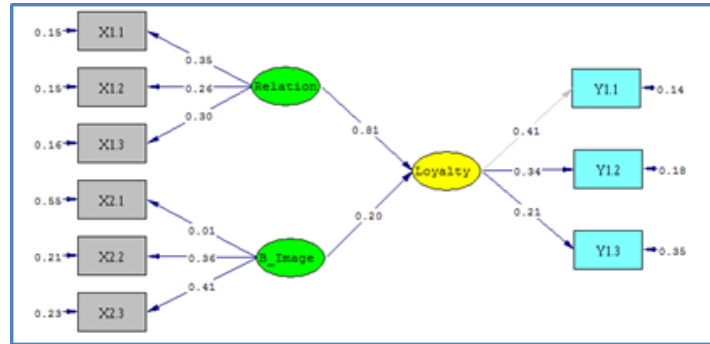 0.15 X1.1
0.35
0.15 X1.2 0.26 Relation
0.30
0.16 X1.3
0.81
0.41 Y1.1 0.14
Loyalty 0.34 Y1.2 0.18
0.55 X2.1
0.01
0.20
0.21
0.21 X2.2 0.36 B_Image
0.41
Y1.3 0.35
0.23 X2.3